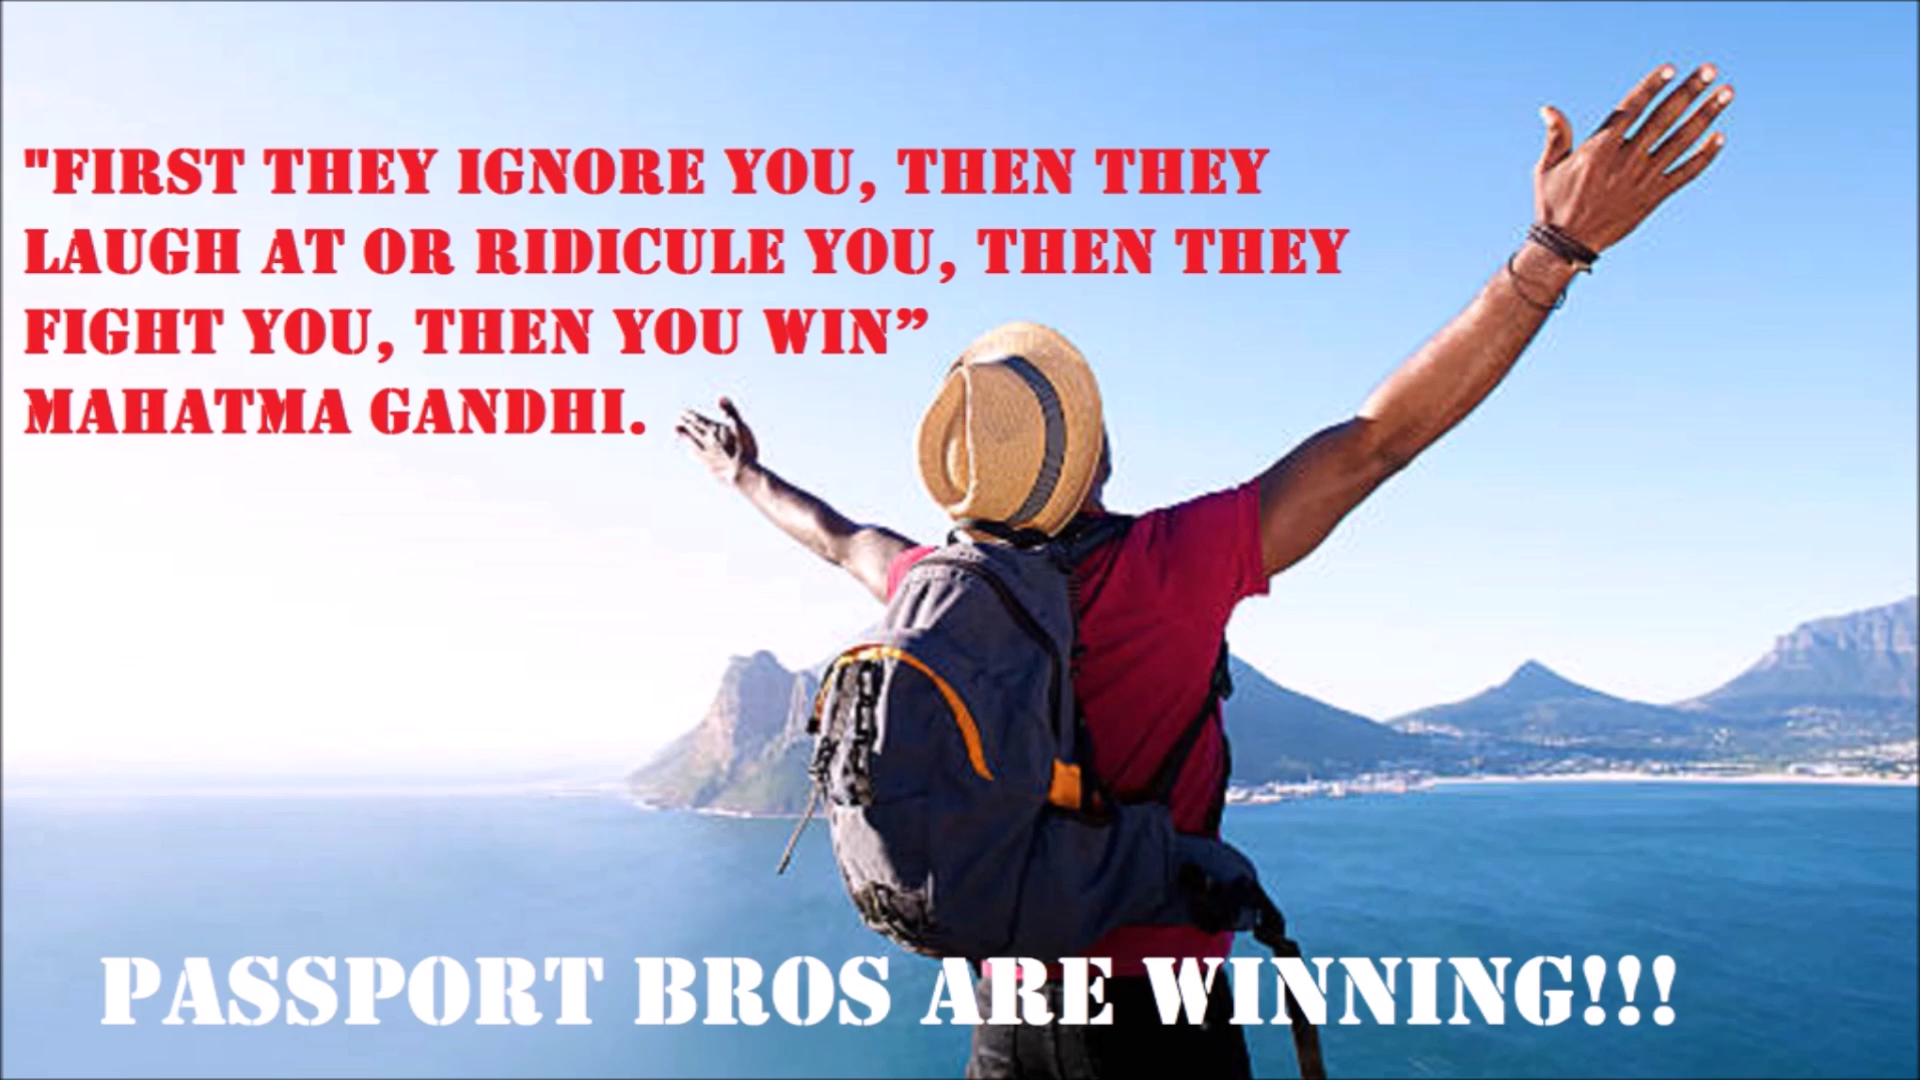 "FIRST THEY IGNORE YOU, THEN THEY
LAUGH AT OR RIDICULE YOU, THEN THEY
FIGHT YOU, THEN YOU WIN”
MAHATMA GANDHI.
PASSPORT BROS ARE WINNING!!!